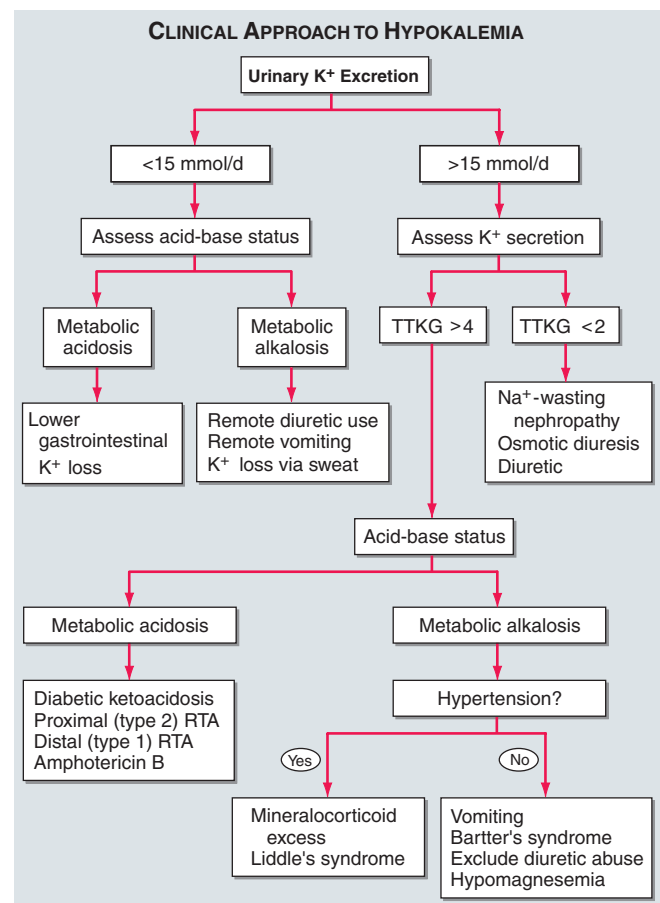 CLINICAL APPROACH TO HYPOKALEMIA
Urinary K+ Excretion
<15 mmol/d
>15 mmol/d
Assess acid-base status
Assess K+ secretion
Metabolic
acidosis
Metabolic
alkalosis
TTKG >4
TTKG <2
Lower
gastrointestinal
K+ loss
Remote diuretic use
Remote vomiting
K+ loss via sweat
Na+-wasting
nephropathy
Osmotic diuresis
Diuretic
Acid-base status
Metabolic acidosis
Metabolic alkalosis
Diabetic ketoacidosis
Proximal (type 2) RTA
Distal (type 1) RTA
Amphotericin B
Hypertension?
Yes
No
Mineralocorticoid
excess
Liddle's syndrome
Vomiting
Bartter's syndrome
Exclude diuretic abuse
Hypomagnesemia